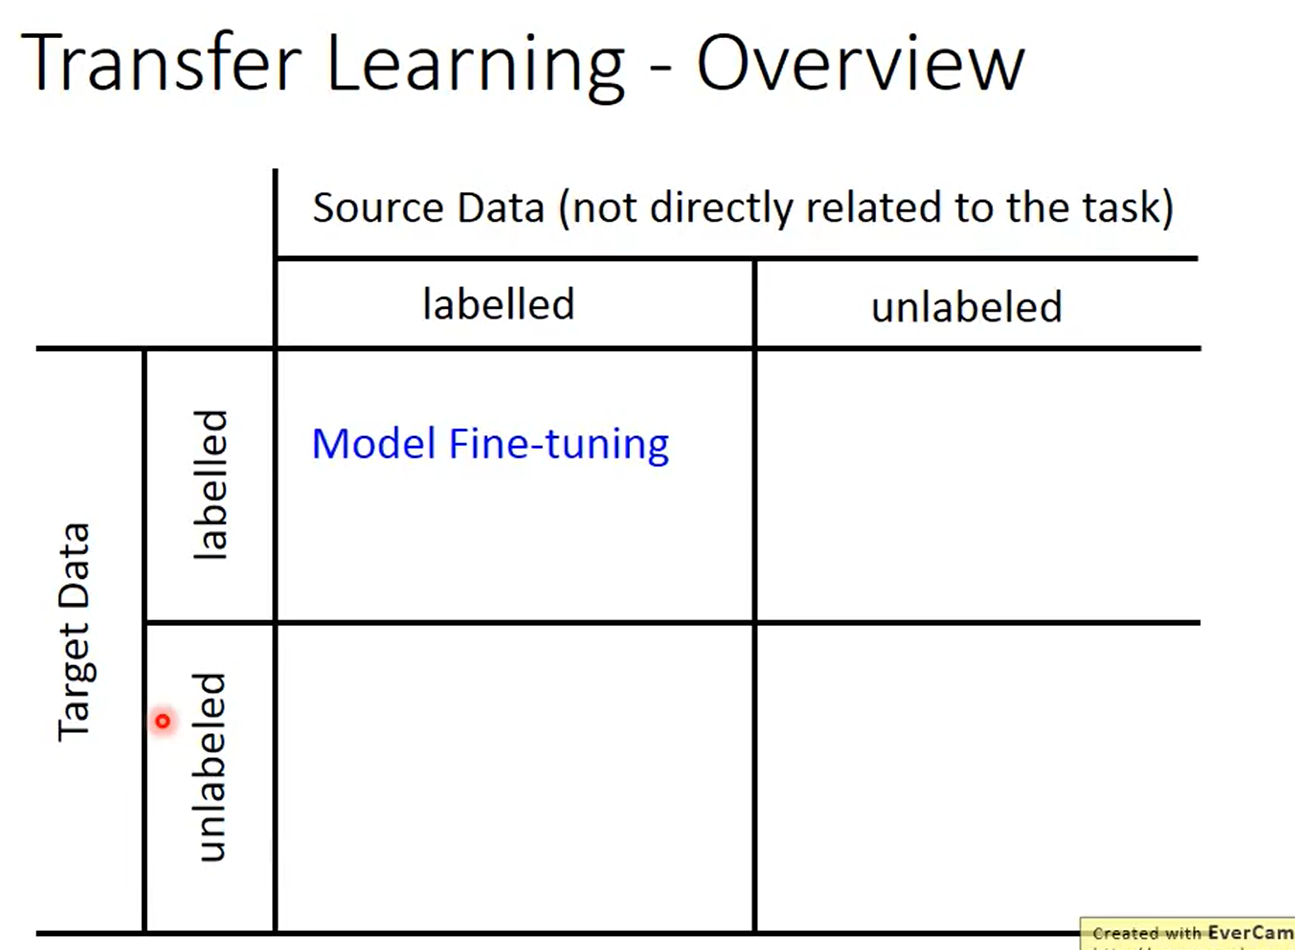 Transfer Learning - Overview
Source Data (not directly related to the task)
labelled
unlabeled
Target Data
labelled
Model Fine-tuning
unlabeled
Created with EverCam